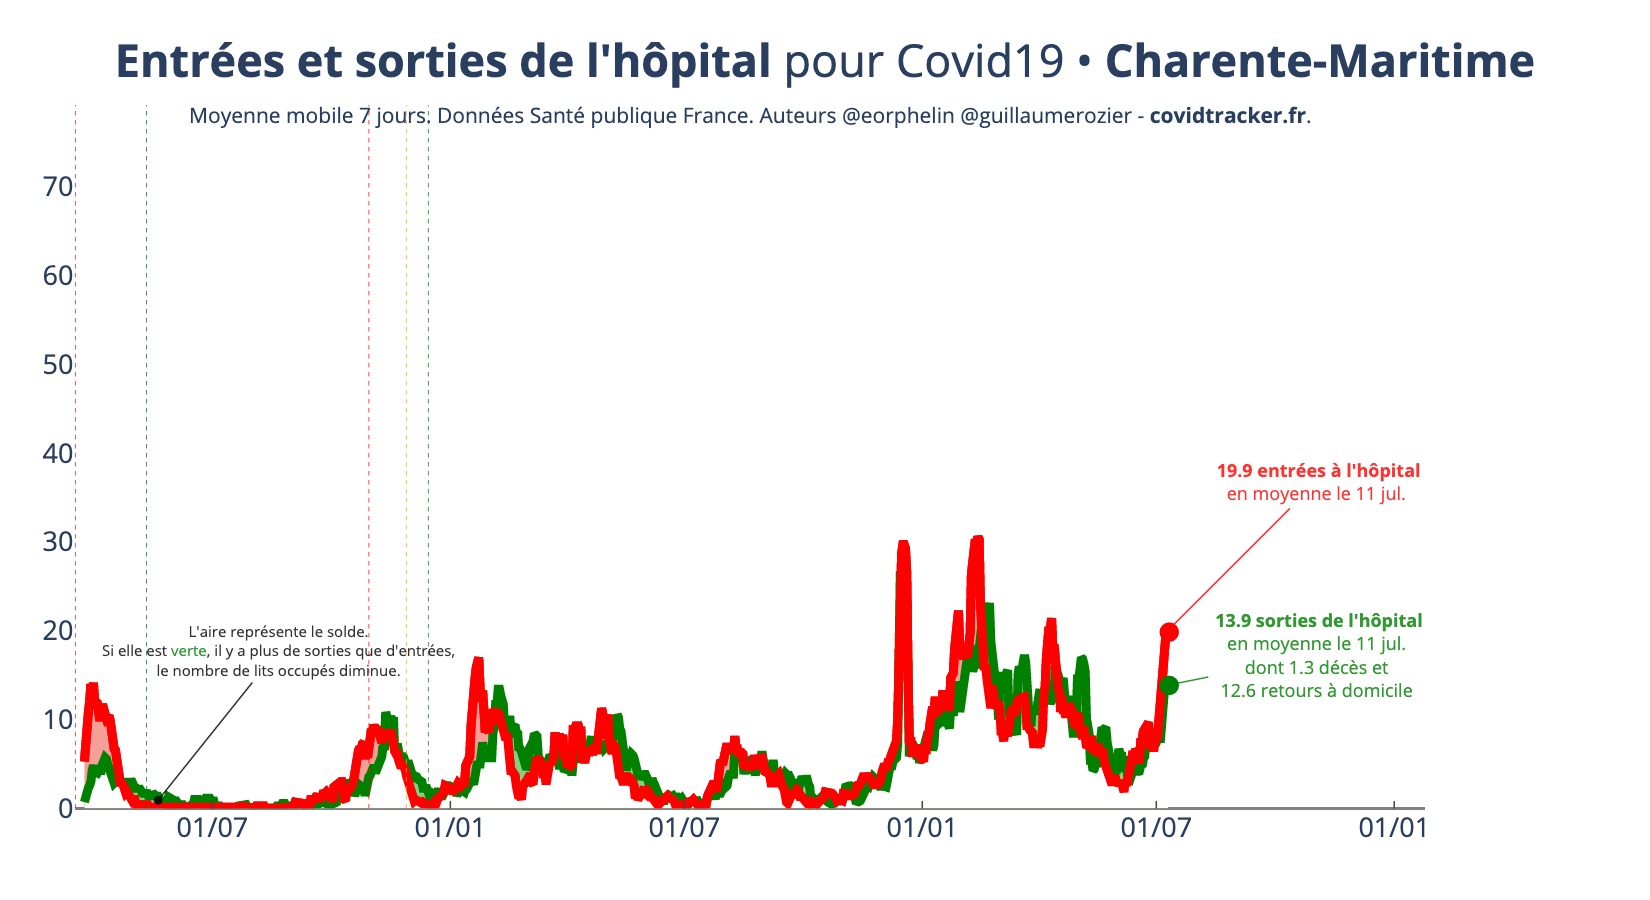 Entrées et sorties de l'hôpital pour Covid19 • Charente-Maritime
Moyenne mobile 7 jours. Données Santé publique France. Auteurs @eorphelin @guillaumerozier - covidtracker.fr.
70
60
50
40
30
20
10
0
19.9 entrées à l'hôpital
en moyenne le 11 jul.
13.9 sorties de l'hôpital
en moyenne le 11 jul.
dont 1.3 décès et
12.6 retours à domicile
L'aire représente le solde.
Si elle est verte, il y a plus de sorties que d'entrées,
le nombre de lits occupés diminue.
01/07
01/01
01/07
01/01
01/07
01/01